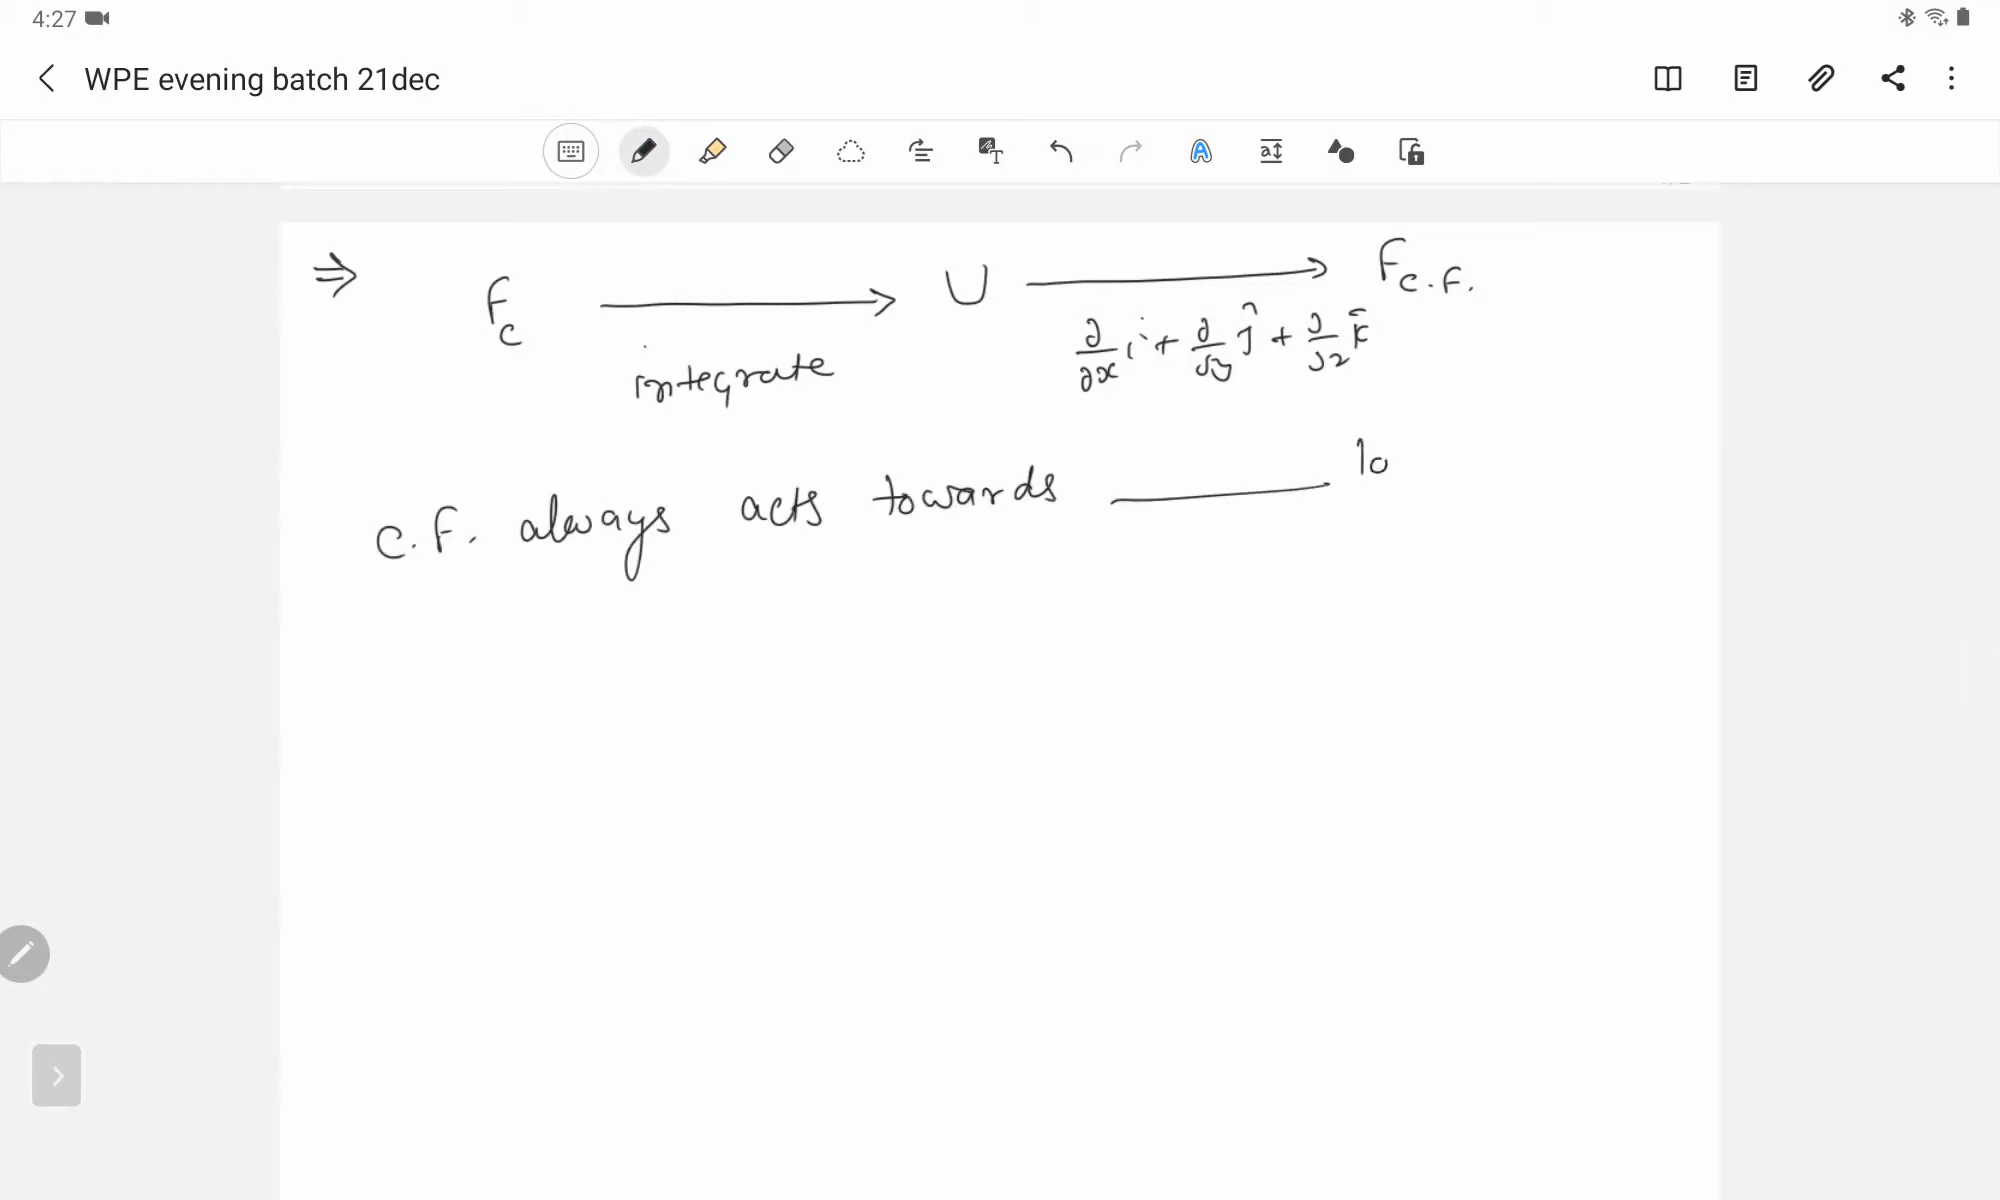 4:27
WPE evening batch 21dec
⇒ F_c → U → F_C.F.
integrate ∂/∂x i + ∂/∂y ĵ + ∂/∂z k̂
C.F. always acts towards ______ lo